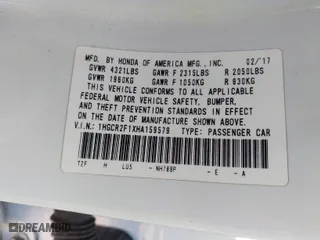 MFD. BY HONDA OF AMERICA MFG., INC. 02/17
GVWR 4321LBS GAWR F 2315LBS R 2050LBS
GVWR 1960KG GAWR F 1050KG R 930KG
THIS VEHICLE CONFORMS TO ALL APPLICABLE
FEDERAL MOTOR VEHICLE SAFETY, BUMPER,
AND THEFT PREVENTION STANDARDS IN EFFECT
ON THE DATE OF MANUFACTURE SHOWN ABOVE.
V.I.N.: 1HGCR2F1XHA159579 TYPE: PASSENGER CAR
T2F H LUS - NH788P - E - A
DREAMBID